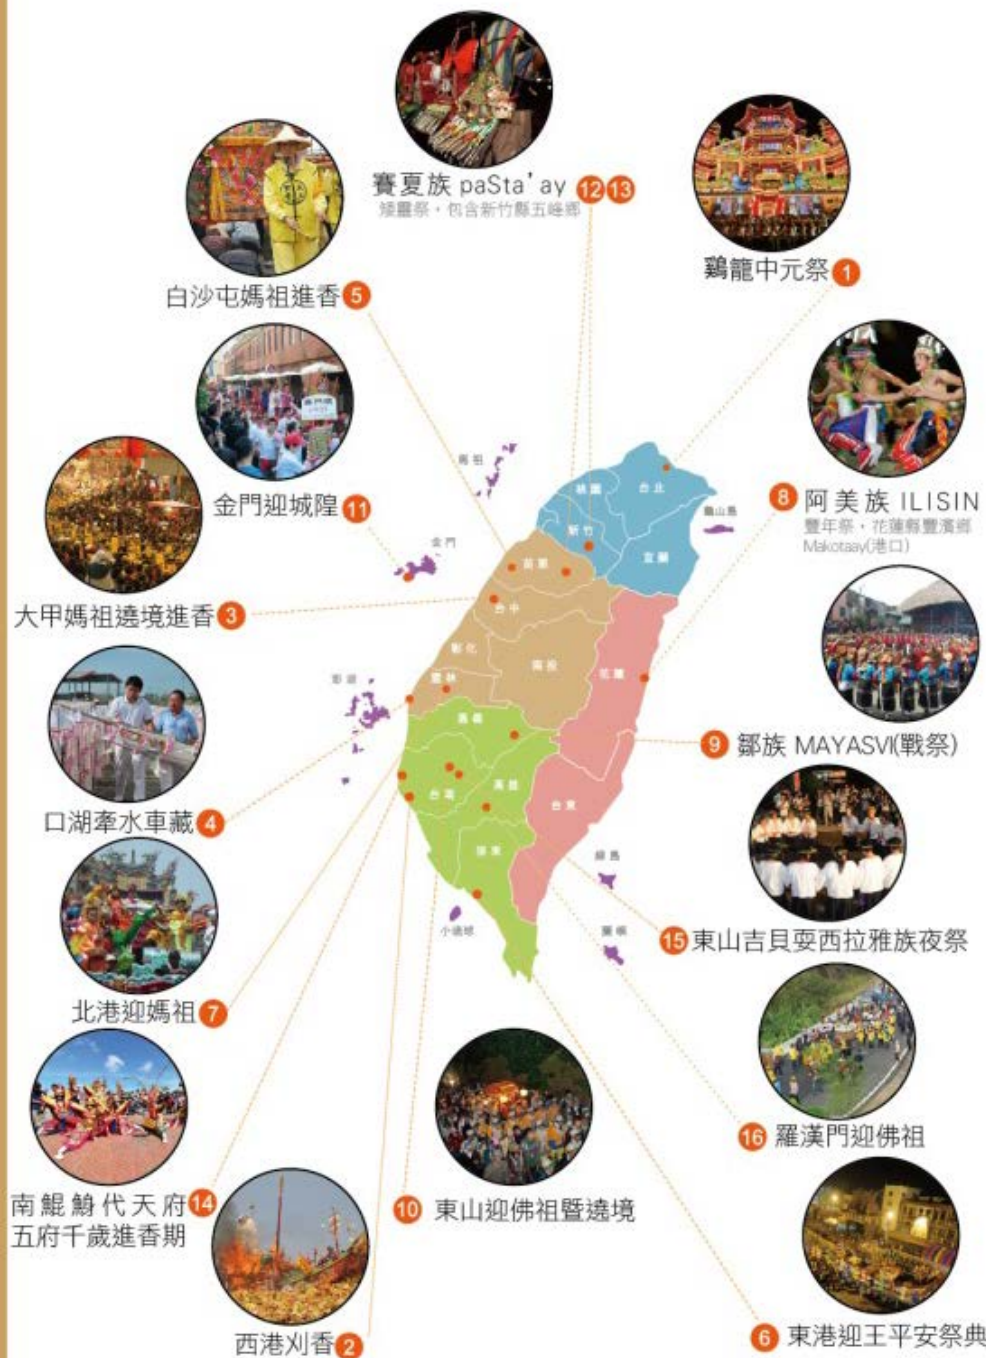 賽夏族 paSta'ay 12 13
矮靈祭，包含新竹縣五峰鄉
鷄籠中元祭 1
白沙屯媽祖進香 5
金門迎城隍 11
阿美族 ILISIN 8
豐年祭，花蓮縣豐濱鄉
Makotaay(港口)
大甲媽祖遶境進香 3
鄒族 MAYASVI(戰祭) 9
口湖牽水車藏 4
東山吉貝耍西拉雅族夜祭 15
北港迎媽祖 7
羅漢門迎佛祖 16
南鯤鯓代天府 14
五府千歲進香期
東山迎佛祖暨遶境 10
西港刈香 2
東港迎王平安祭典 6
馬祖
桃園
台北
龜山島
新竹
宜蘭
金門
苗栗
台中
彰化
南投
花蓮
雲林
澎湖
嘉義
台南
高雄
台東
屏東
綠島
小琉球
蘭嶼